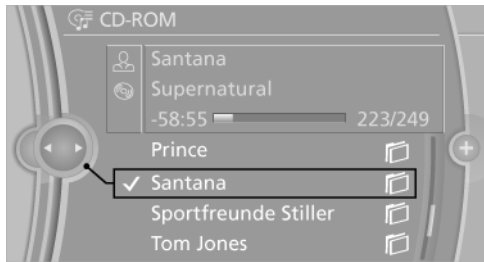 CD-ROM
Santana
Supernatural
-58:55 223/249
Prince
Santana
Sportfreunde Stiller
Tom Jones